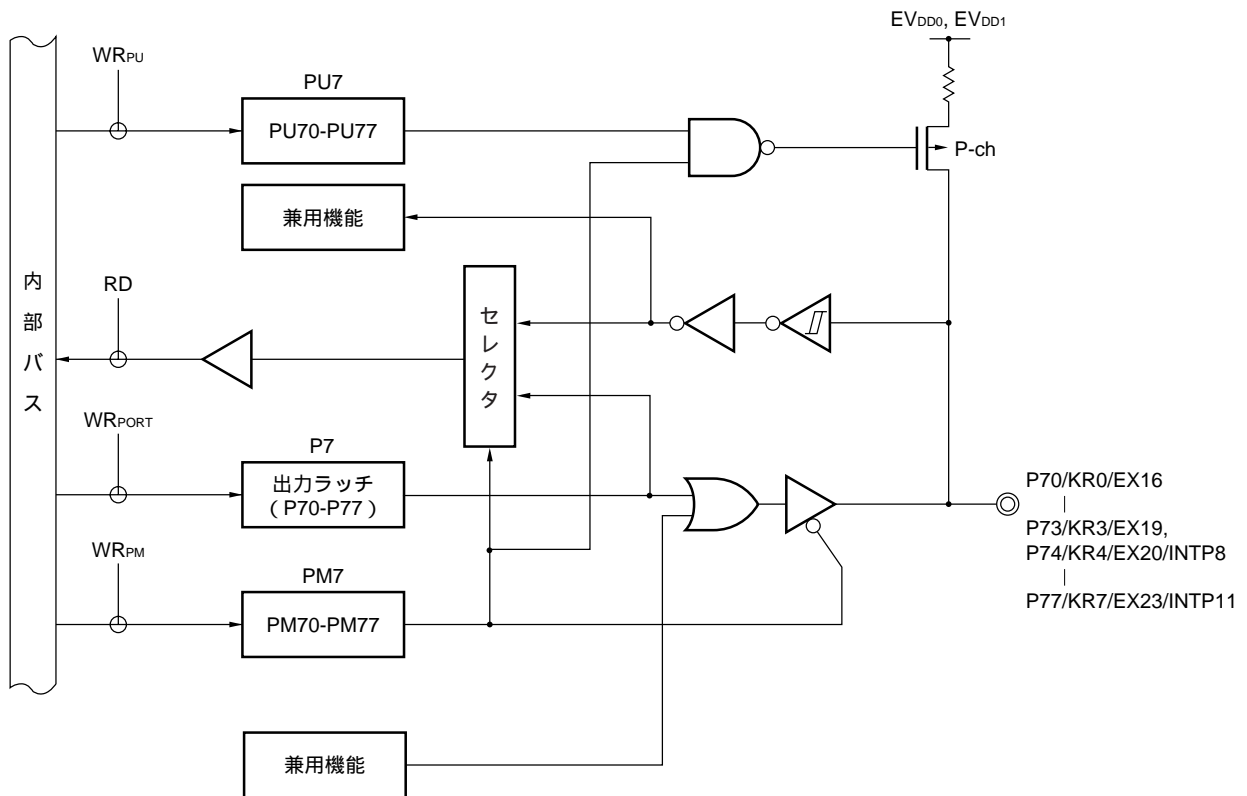 EVDD0, EVDD1
WRPU
PU7
PU70-PU77
P-ch
兼用機能
内部バス
RD
セレクタ
WRPORT
P7
出力ラッチ
（P70-P77）
P70/KR0/EX16
P73/KR3/EX19,
P74/KR4/EX20/INTP8
P77/KR7/EX23/INTP11
WRPM
PM7
PM70-PM77
兼用機能